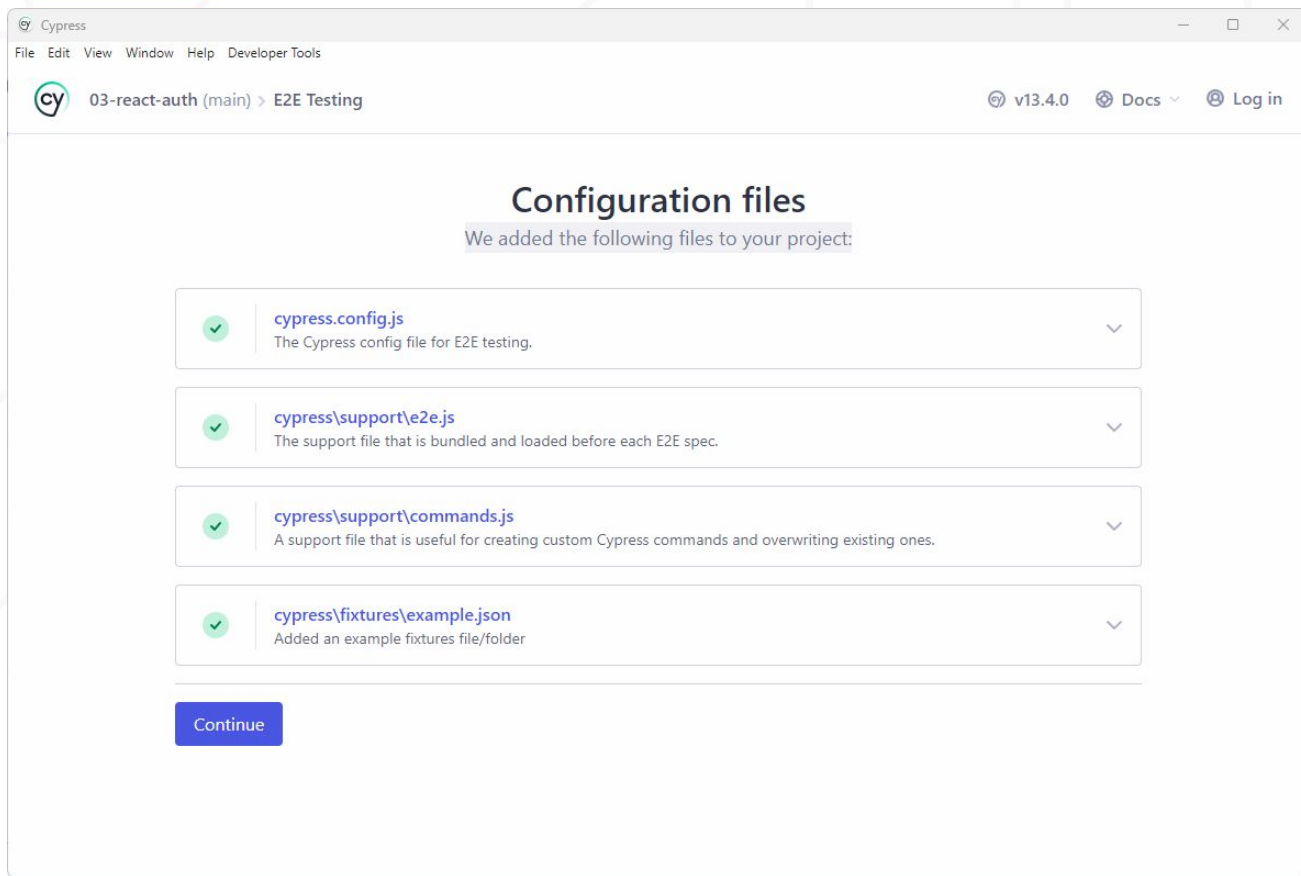 Cypress
File Edit View Window Help Developer Tools
cy 03-react-auth (main) > E2E Testing cy v13.4.0 Docs Log in
Configuration files
We added the following files to your project:
cypress.config.js
The Cypress config file for E2E testing.
cypress\support\e2e.js
The support file that is bundled and loaded before each E2E spec.
cypress\support\commands.js
A support file that is useful for creating custom Cypress commands and overwriting existing ones.
cypress\fixtures\example.json
Added an example fixtures file/folder
Continue